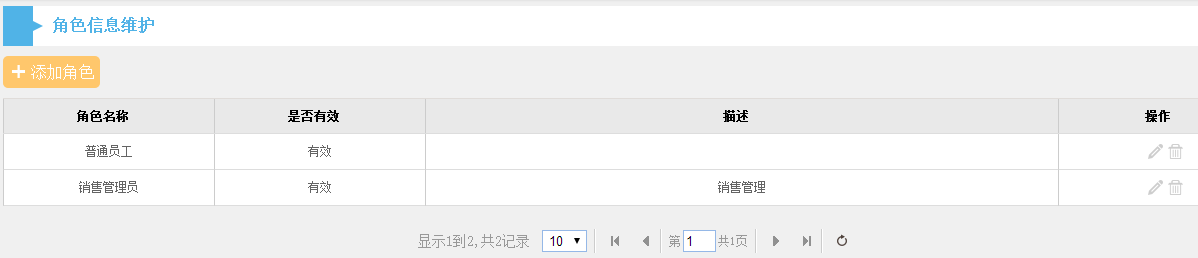 角色信息维护
添加角色
角色名称 是否有效 描述 操作
普通员工 有效
销售管理员 有效 销售管理
显示1到2,共2记录 10 第 1 共1页